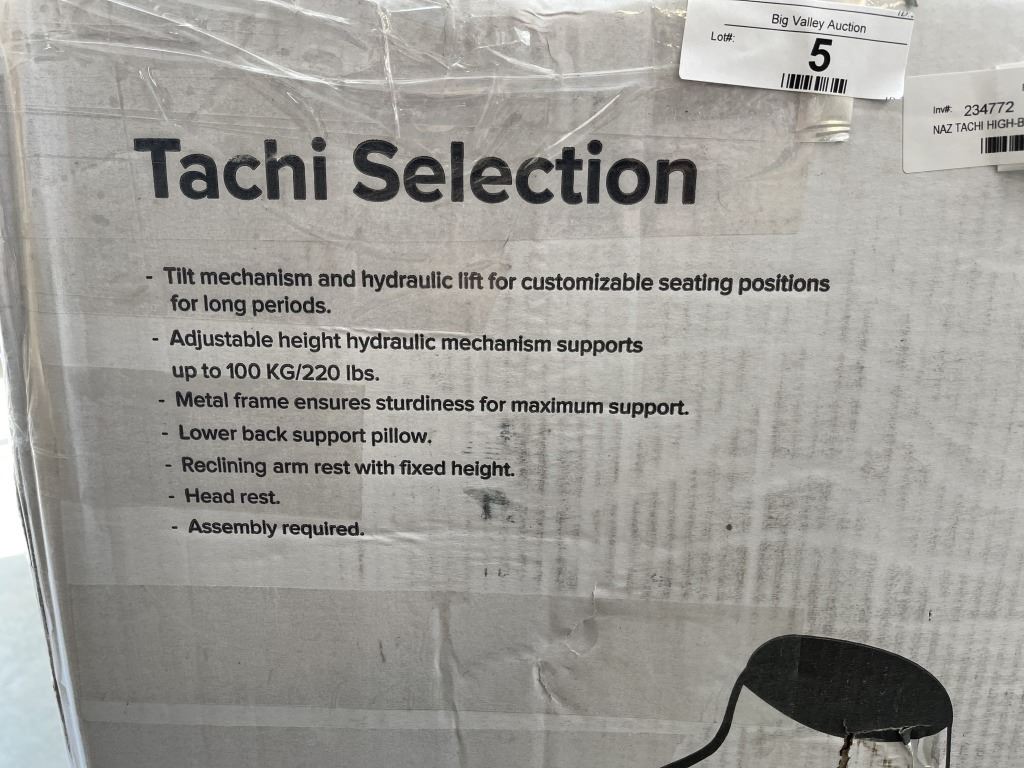 Big Valley Auction
Lot#:
5
Inv#: 234772
NAZ TACHI HIGH-B
Tachi Selection
- Tilt mechanism and hydraulic lift for customizable seating positions
for long periods.
- Adjustable height hydraulic mechanism supports
up to 100 KG/220 lbs.
- Metal frame ensures sturdiness for maximum support.
- Lower back support pillow.
- Reclining arm rest with fixed height.
- Head rest.
- Assembly required.